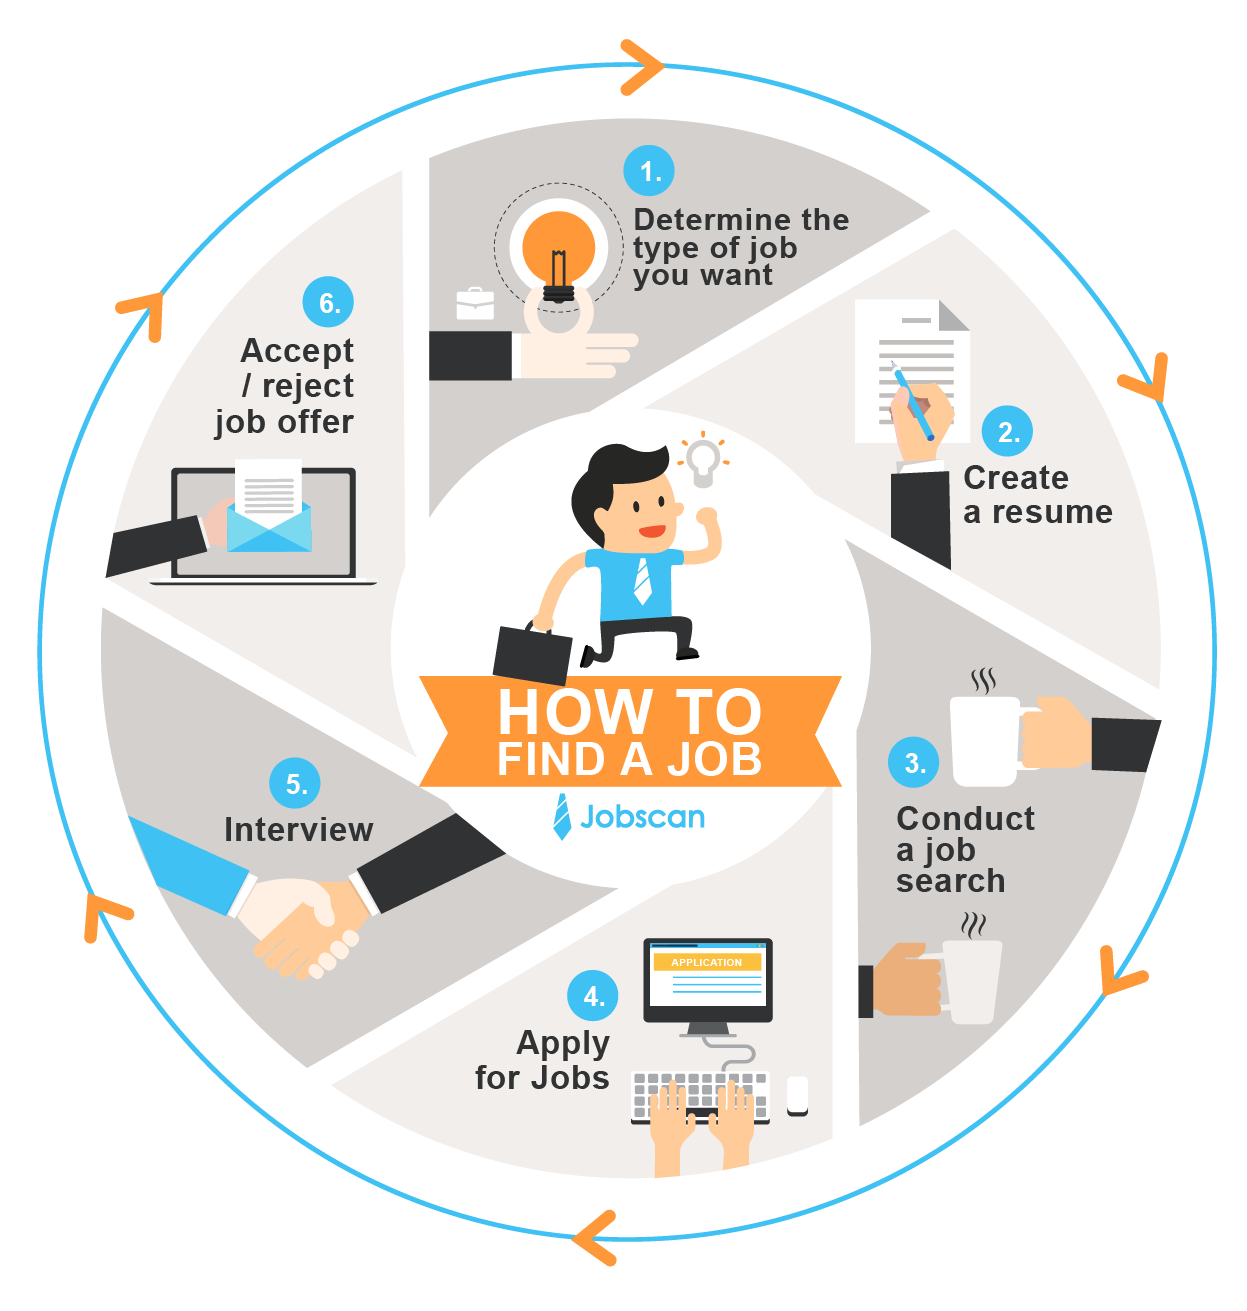 1.
Determine the
type of job
you want
2.
Create
a resume
3.
Conduct
a job
search
4.
Apply
for Jobs
APPLICATION
5.
Interview
6.
Accept
/ reject
job offer
HOW TO
FIND A JOB
Jobscan